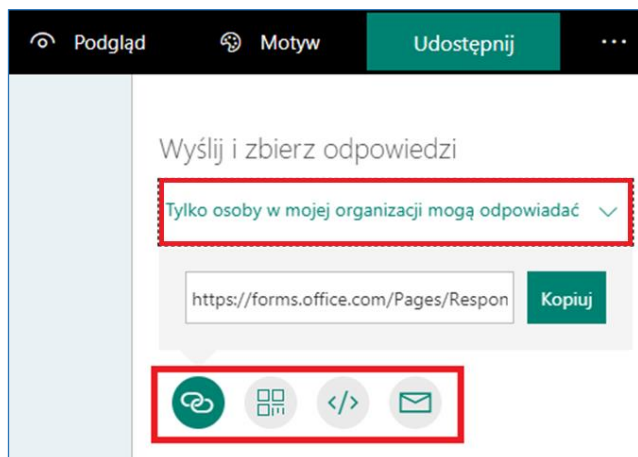 Podgląd Motyw Udostępnij ...
Wyślij i zbierz odpowiedzi
Tylko osoby w mojej organizacji mogą odpowiadać
https://forms.office.com/Pages/Respon Kopiuj
</>